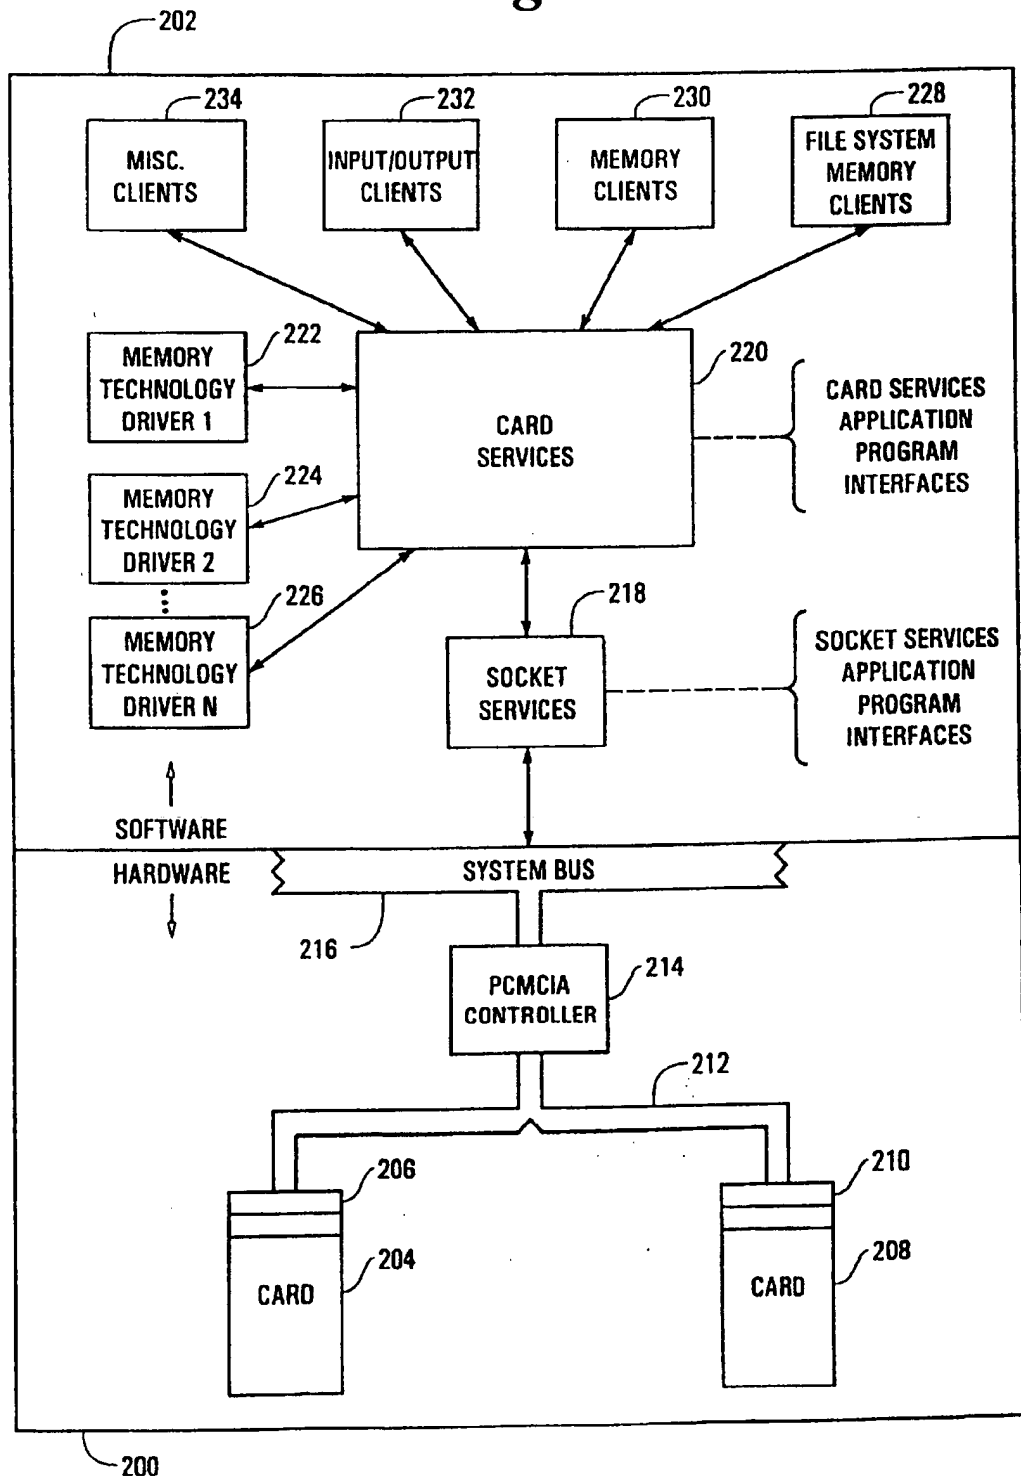 202
234
232
230
228
MISC.
CLIENTS
INPUT/OUTPUT
CLIENTS
MEMORY
CLIENTS
FILE SYSTEM
MEMORY
CLIENTS
222
MEMORY
TECHNOLOGY
DRIVER 1
220
CARD
SERVICES
CARD SERVICES
APPLICATION
PROGRAM
INTERFACES
224
MEMORY
TECHNOLOGY
DRIVER 2
226
MEMORY
TECHNOLOGY
DRIVER N
218
SOCKET
SERVICES
SOCKET SERVICES
APPLICATION
PROGRAM
INTERFACES
SOFTWARE
HARDWARE
SYSTEM BUS
216
PCMCIA
CONTROLLER
214
212
206
204
CARD
210
208
CARD
200